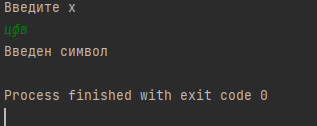 Введите x
цфв
Введен символ
Process finished with exit code 0